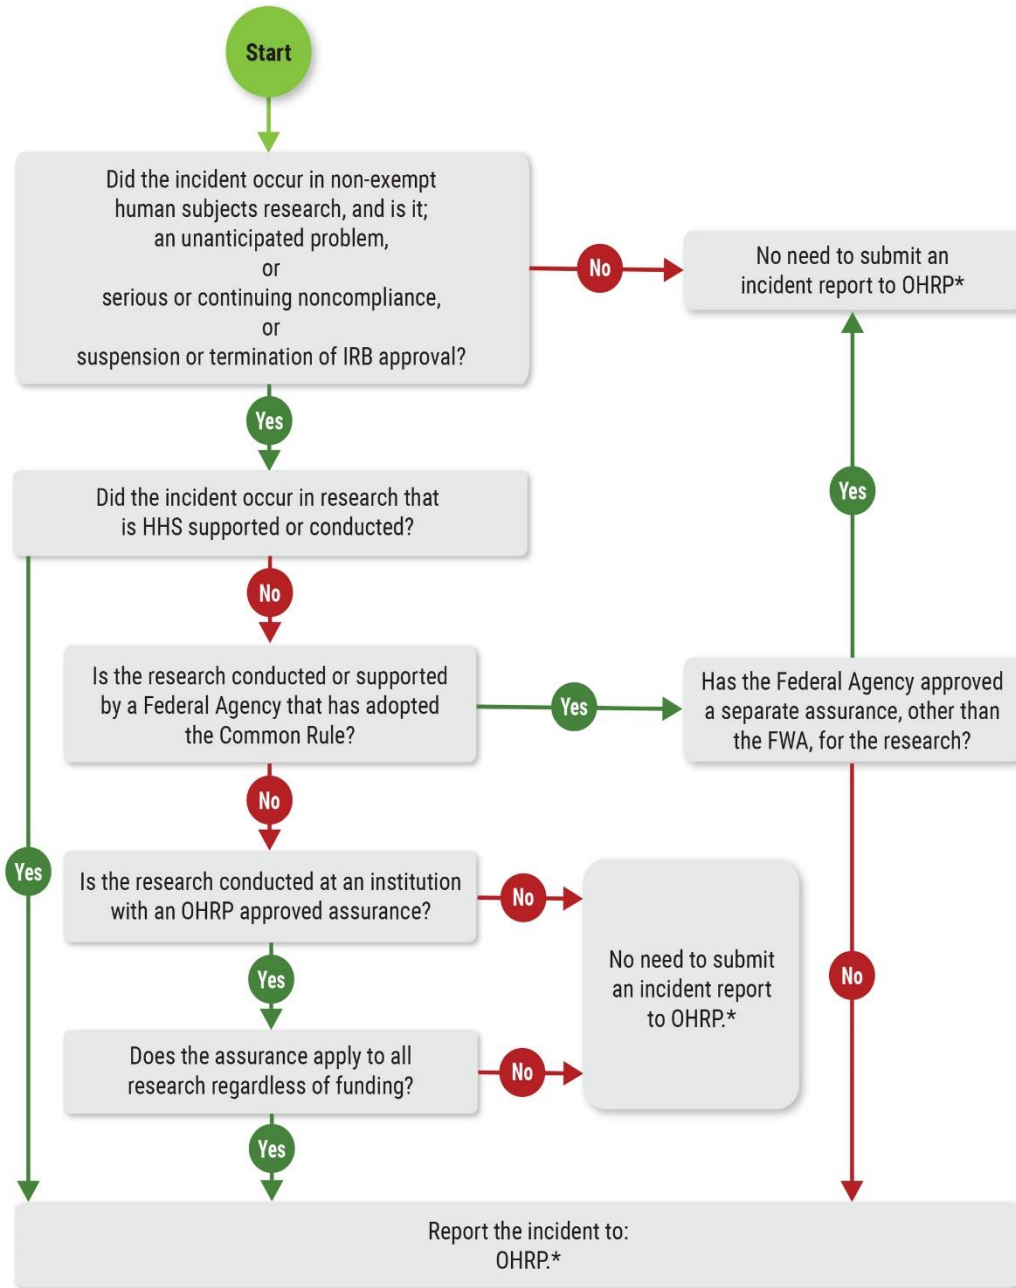 Start
Did the incident occur in non-exempt
human subjects research, and is it;
an unanticipated problem,
or
serious or continuing noncompliance,
or
suspension or termination of IRB approval?
No
No need to submit an
incident report to OHRP*
Yes
Did the incident occur in research that
is HHS supported or conducted?
Yes
No
Is the research conducted or supported
by a Federal Agency that has adopted
the Common Rule?
Yes
Has the Federal Agency approved
a separate assurance, other than
the FWA, for the research?
No
Yes
Is the research conducted at an institution
with an OHRP approved assurance?
No
No need to submit
an incident report
to OHRP.*
No
Yes
Does the assurance apply to all
research regardless of funding?
No
Yes
Report the incident to:
OHRP.*